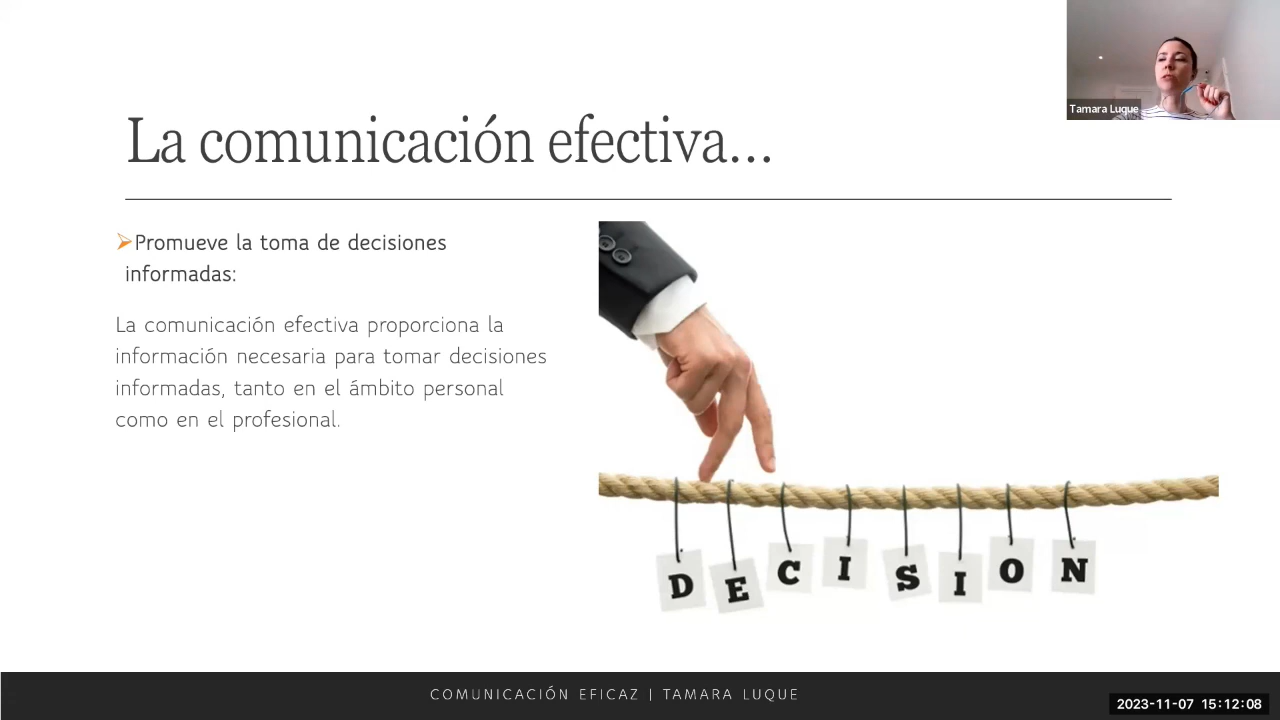 Tamara Luque
La comunicación efectiva...
Promueve la toma de decisiones
informadas:
La comunicación efectiva proporciona la
información necesaria para tomar decisiones
informadas, tanto en el ámbito personal
como en el profesional.
DECISION
COMUNICACIÓN EFICAZ | TAMARA LUQUE
2023-11-07 15:12:08